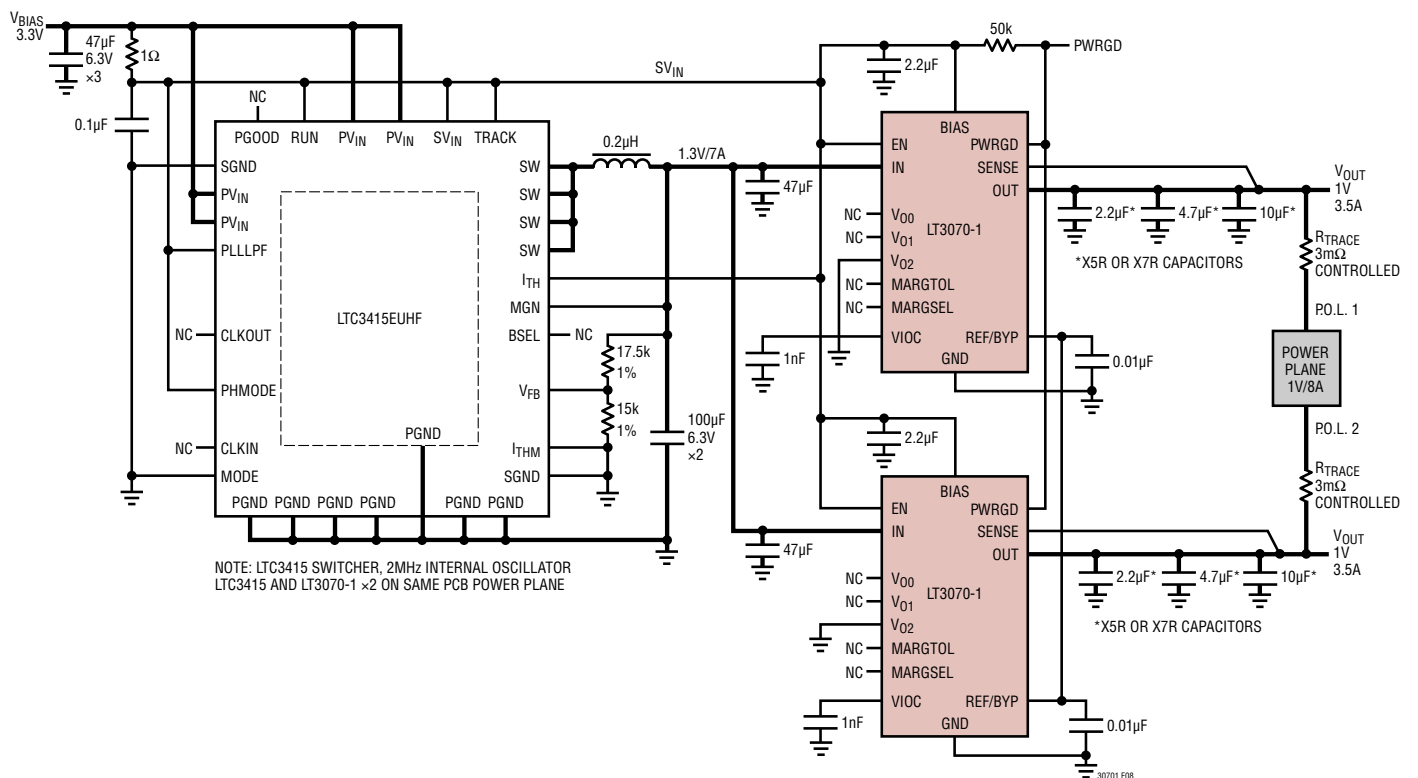 VBIAS
3.3V
47µF
6.3V
×3
1Ω
0.1µF
NC
PGOOD RUN PVIN PVIN SVIN TRACK
SGND
PVIN
PVIN
PLLLPF
NC CLKOUT
PHMODE
NC CLKIN
MODE
LTC3415EUHF
PGND
PGND PGND PGND PGND PGND PGND
SW
SW
SW
SW
ITH
MGN
BSEL NC
VFB
ITHM
SGND
0.2µH
1.3V/7A
17.5k
1%
15k
1%
100µF
6.3V
×2
NOTE: LTC3415 SWITCHER, 2MHz INTERNAL OSCILLATOR
LTC3415 AND LT3070-1 ×2 ON SAME PCB POWER PLANE
SVIN
2.2µF
50k
PWRGD
47µF
BIAS
EN
IN
NC VO0
NC VO1
VO2
NC MARGTOL
NC MARGSEL
VIOC
LT3070-1
PWRGD
SENSE
OUT
REF/BYP
GND
1nF
0.01µF
2.2µF* 4.7µF* 10µF*
*X5R OR X7R CAPACITORS
VOUT
1V
3.5A
RTRACE
3mΩ
CONTROLLED
P.O.L. 1
POWER
PLANE
1V/8A
P.O.L. 2
RTRACE
3mΩ
CONTROLLED
2.2µF
47µF
BIAS
EN
IN
NC VO0
NC VO1
VO2
NC MARGTOL
NC MARGSEL
VIOC
LT3070-1
PWRGD
SENSE
OUT
REF/BYP
GND
1nF
0.01µF
2.2µF* 4.7µF* 10µF*
*X5R OR X7R CAPACITORS
VOUT
1V
3.5A
30701 F08